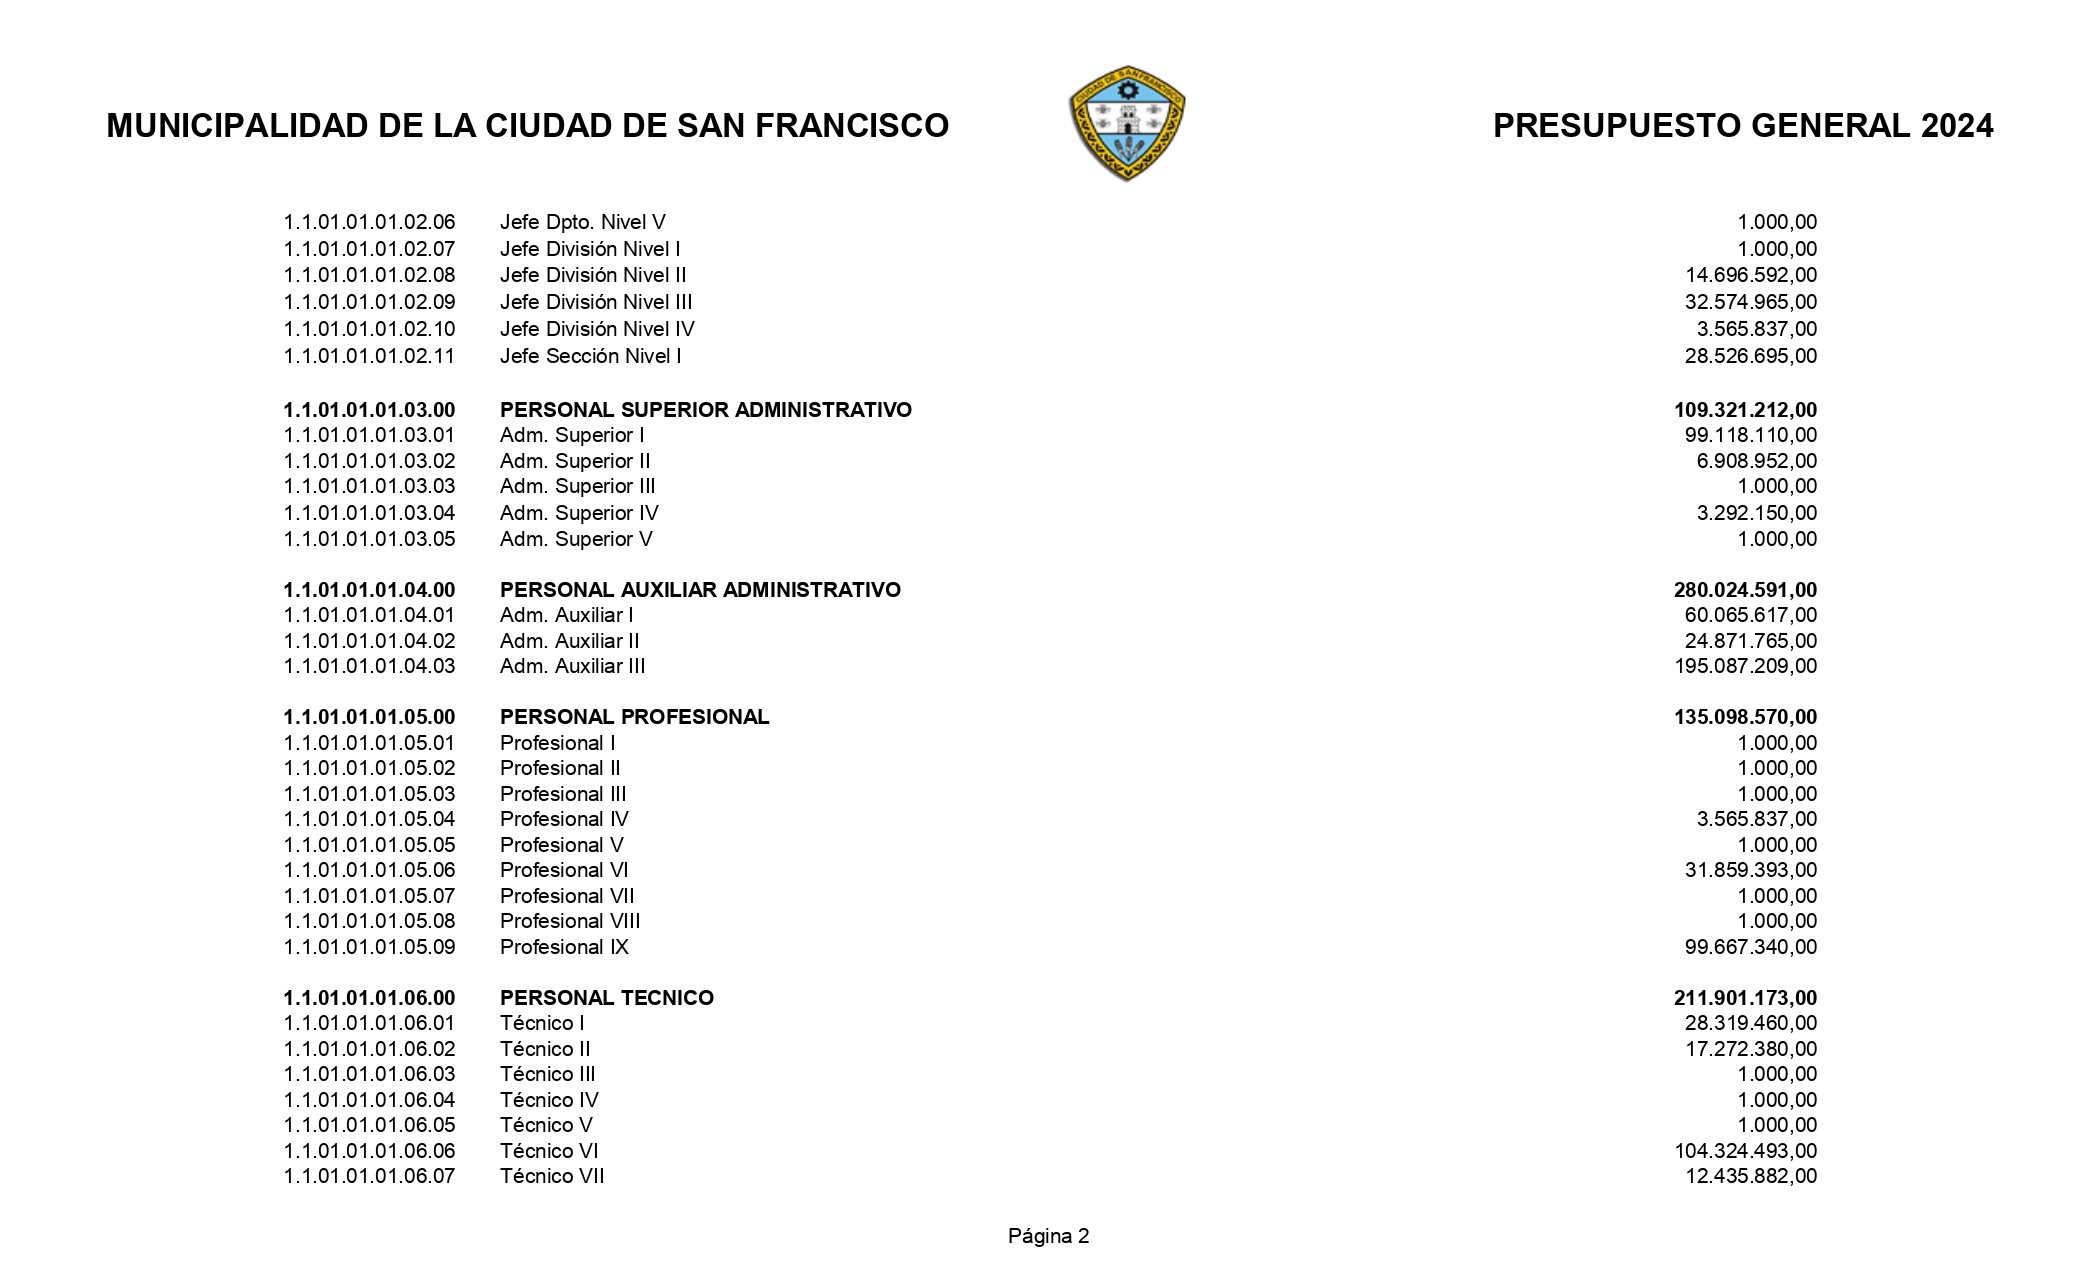 MUNICIPALIDAD DE LA CIUDAD DE SAN FRANCISCO
CIUDAD DE SAN FRANCISCO
PRESUPUESTO GENERAL 2024
1.1.01.01.01.02.06 Jefe Dpto. Nivel V 1.000,00
1.1.01.01.01.02.07 Jefe División Nivel I 1.000,00
1.1.01.01.01.02.08 Jefe División Nivel II 14.696.592,00
1.1.01.01.01.02.09 Jefe División Nivel III 32.574.965,00
1.1.01.01.01.02.10 Jefe División Nivel IV 3.565.837,00
1.1.01.01.01.02.11 Jefe Sección Nivel I 28.526.695,00
1.1.01.01.01.03.00 PERSONAL SUPERIOR ADMINISTRATIVO 109.321.212,00
1.1.01.01.01.03.01 Adm. Superior I 99.118.110,00
1.1.01.01.01.03.02 Adm. Superior II 6.908.952,00
1.1.01.01.01.03.03 Adm. Superior III 1.000,00
1.1.01.01.01.03.04 Adm. Superior IV 3.292.150,00
1.1.01.01.01.03.05 Adm. Superior V 1.000,00
1.1.01.01.01.04.00 PERSONAL AUXILIAR ADMINISTRATIVO 280.024.591,00
1.1.01.01.01.04.01 Adm. Auxiliar I 60.065.617,00
1.1.01.01.01.04.02 Adm. Auxiliar II 24.871.765,00
1.1.01.01.01.04.03 Adm. Auxiliar III 195.087.209,00
1.1.01.01.01.05.00 PERSONAL PROFESIONAL 135.098.570,00
1.1.01.01.01.05.01 Profesional I 1.000,00
1.1.01.01.01.05.02 Profesional II 1.000,00
1.1.01.01.01.05.03 Profesional III 1.000,00
1.1.01.01.01.05.04 Profesional IV 3.565.837,00
1.1.01.01.01.05.05 Profesional V 1.000,00
1.1.01.01.01.05.06 Profesional VI 31.859.393,00
1.1.01.01.01.05.07 Profesional VII 1.000,00
1.1.01.01.01.05.08 Profesional VIII 1.000,00
1.1.01.01.01.05.09 Profesional IX 99.667.340,00
1.1.01.01.01.06.00 PERSONAL TECNICO 211.901.173,00
1.1.01.01.01.06.01 Técnico I 28.319.460,00
1.1.01.01.01.06.02 Técnico II 17.272.380,00
1.1.01.01.01.06.03 Técnico III 1.000,00
1.1.01.01.01.06.04 Técnico IV 1.000,00
1.1.01.01.01.06.05 Técnico V 1.000,00
1.1.01.01.01.06.06 Técnico VI 104.324.493,00
1.1.01.01.01.06.07 Técnico VII 12.435.882,00
Página 2